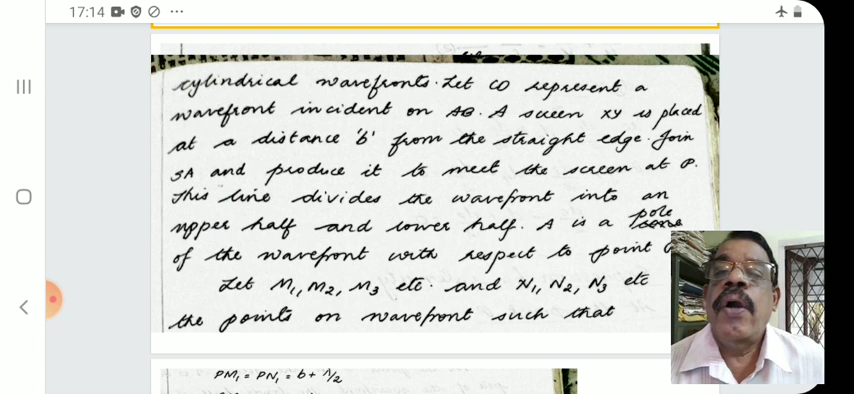 17:14
cylindrical wavefronts. Let CD represent a
wavefront incident on AB. A screen XY is placed
at a distance 'b' from the straight edge. Join
SA and produce it to meet the screen at P.
This line divides the wavefront into an
upper half and lower half. A is a pole
of the wavefront with respect to point
Let M₁, M₂, M₃ etc. and N₁, N₂, N₃ etc
the points on wavefront such that
PM₁ = PN₁ = b + λ/2